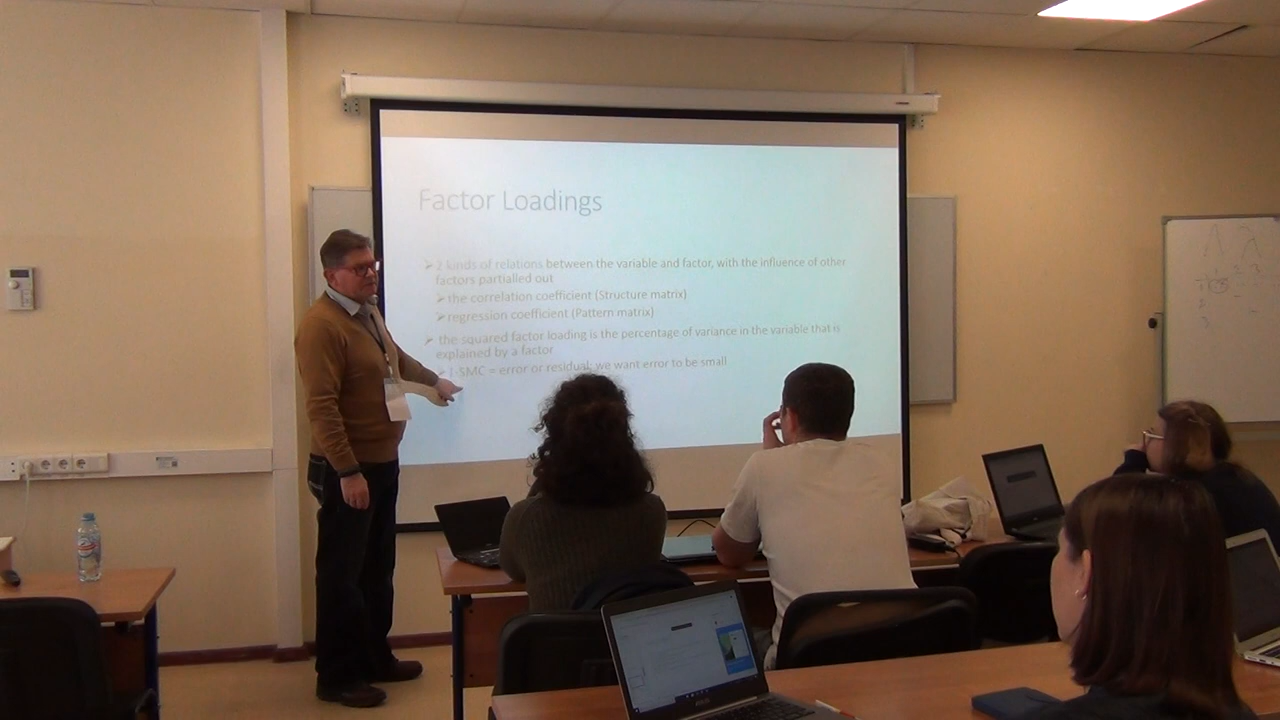 Factor Loadings
➢2 kinds of relations between the variable and factor, with the influence of other
factors partialled out
➢the correlation coefficient (Structure matrix)
➢regression coefficient (Pattern matrix)
➢ the squared factor loading is the percentage of variance in the variable that is
explained by a factor
➢1-SMC = error or residual; we want error to be small